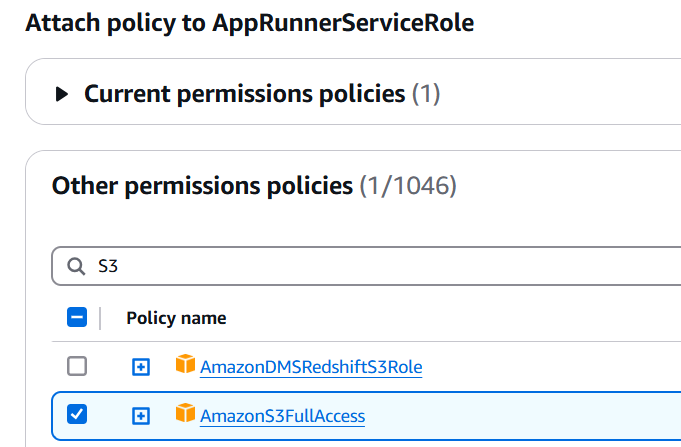 Attach policy to AppRunnerServiceRole
Current permissions policies (1)
Other permissions policies (1/1046)
S3
Policy name
AmazonDMSRedshiftS3Role
AmazonS3FullAccess